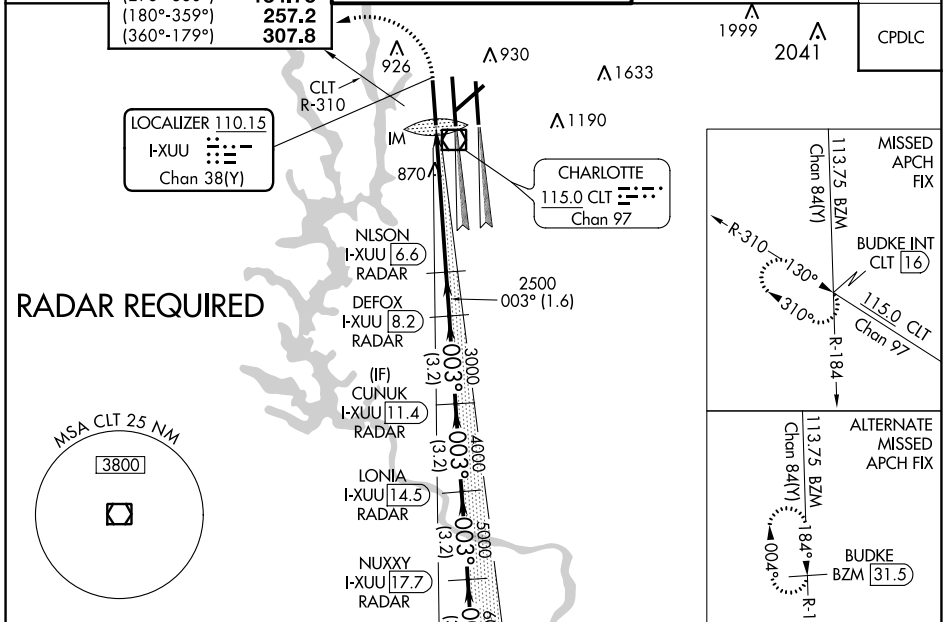 (180°-359°) 257.2
(360°-179°) 307.8
926
930
1633
1190
1999
2041
CPDLC
CLT
R-310
LOCALIZER 110.15
I-XUU
Chan 38(Y)
IM
870
CHARLOTTE
115.0 CLT
Chan 97
NLSON
I-XUU 6.6
RADAR
2500
003° (1.6)
DEFOX
I-XUU 8.2
RADAR
3000
003°
(3.2)
(IF)
CUNUK
I-XUU 11.4
RADAR
4000
003°
(3.2)
LONIA
I-XUU 14.5
RADAR
5000
003°
(3.2)
NUXXY
I-XUU 17.7
RADAR
RADAR REQUIRED
MSA CLT 25 NM
3800
MISSED
APCH
FIX
113.75 BZM
Chan 84(Y)
BUDKE INT
CLT 16
R-310
130°
310°
115.0 CLT
Chan 97
R-184
ALTERNATE
MISSED
APCH FIX
113.75 BZM
Chan 84(Y)
184°
004°
BUDKE
BZM 31.5
R-1